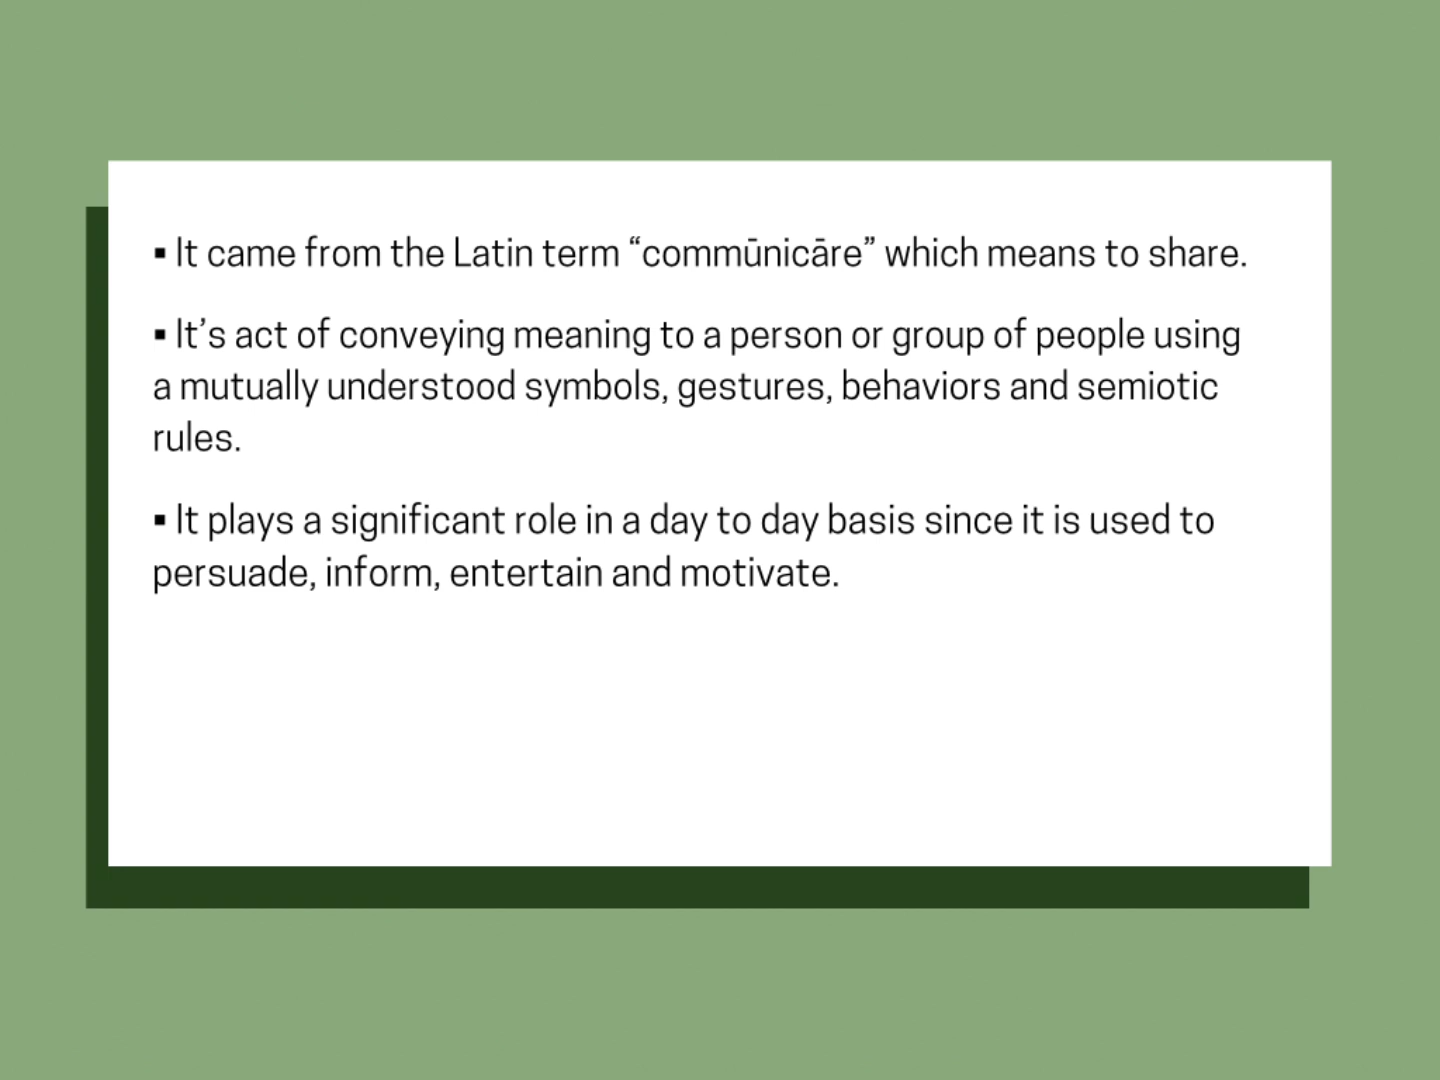 ▪ It came from the Latin term “commūnicāre” which means to share.
▪ It’s act of conveying meaning to a person or group of people using
a mutually understood symbols, gestures, behaviors and semiotic
rules.
▪ It plays a significant role in a day to day basis since it is used to
persuade, inform, entertain and motivate.